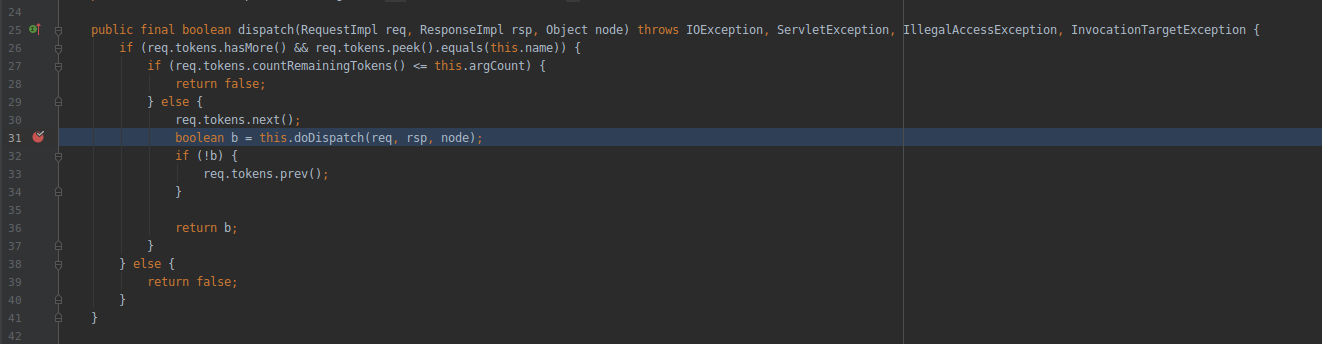 24
25 public final boolean dispatch(RequestImpl req, ResponseImpl rsp, Object node) throws IOException, ServletException, IllegalAccessException, InvocationTargetException {
26 if (req.tokens.hasMore() && req.tokens.peek().equals(this.name)) {
27 if (req.tokens.countRemainingTokens() <= this.argCount) {
28 return false;
29 } else {
30 req.tokens.next();
31 boolean b = this.doDispatch(req, rsp, node);
32 if (!b) {
33 req.tokens.prev();
34 }
35
36 return b;
37 }
38 } else {
39 return false;
40 }
41 }
42